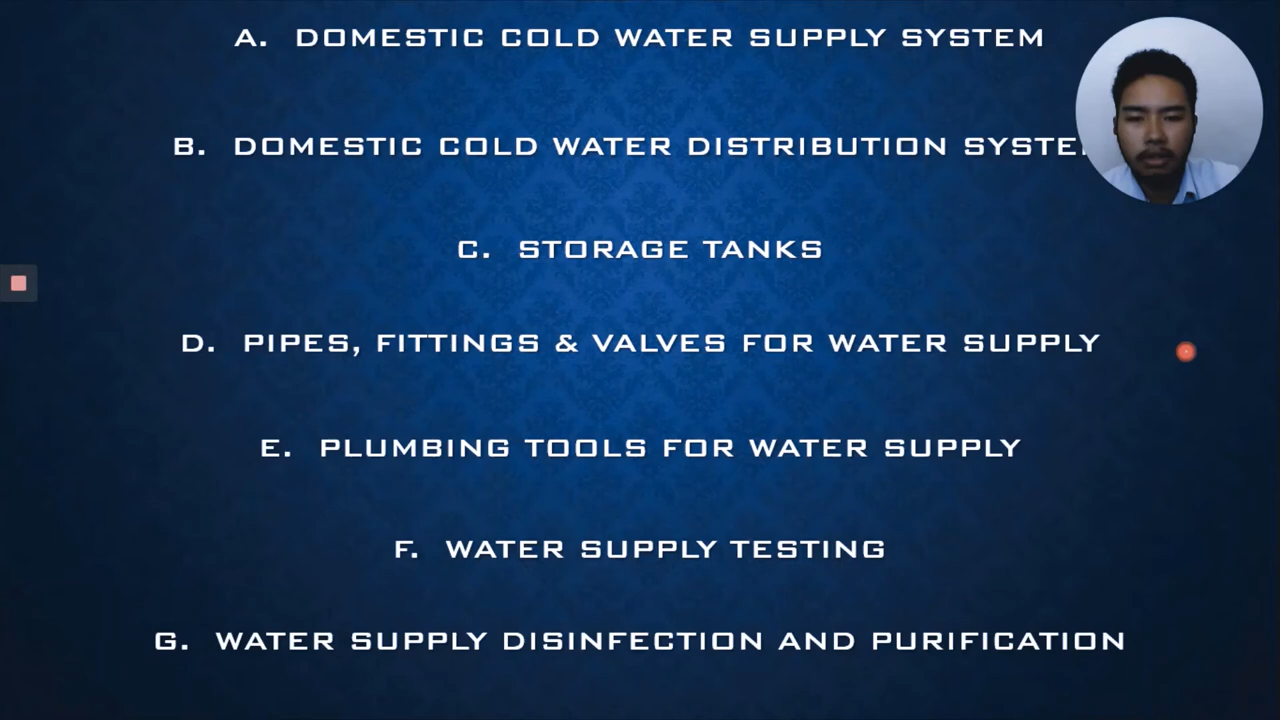 A. DOMESTIC COLD WATER SUPPLY SYSTEM
B. DOMESTIC COLD WATER DISTRIBUTION
C. STORAGE TANKS
D. PIPES, FITTINGS & VALVES FOR WATER SUPPLY
E. PLUMBING TOOLS FOR WATER SUPPLY
F. WATER SUPPLY TESTING
G. WATER SUPPLY DISINFECTION AND PURIFICATION